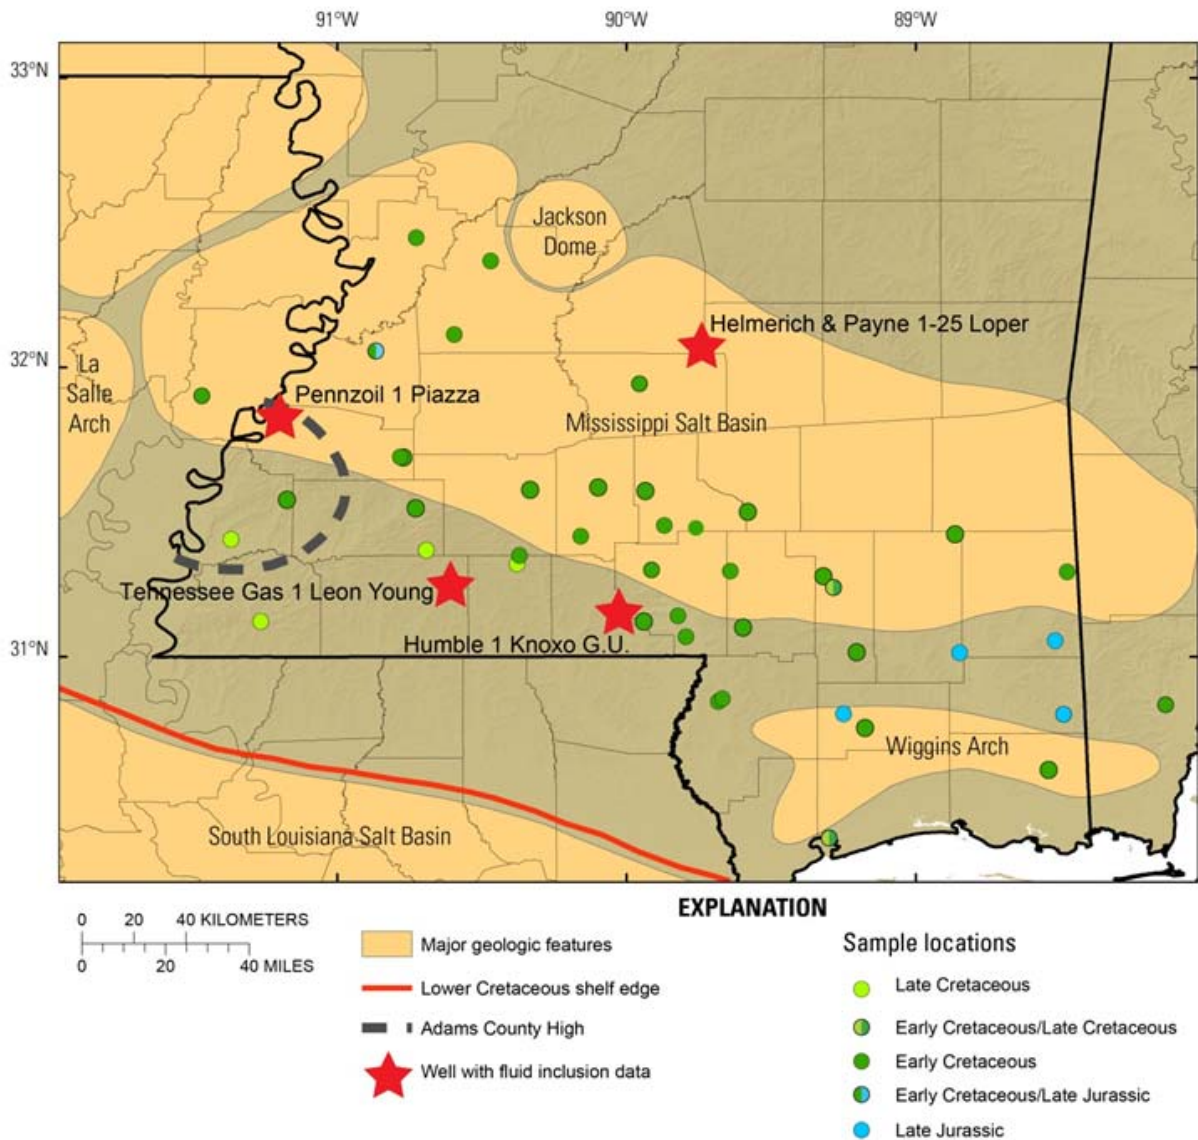 91°W 90°W 89°W
33°N
Jackson
Dome
Helmerich & Payne 1-25 Loper
32°N
La
Salle
Arch
Pennzoil 1 Piazza
Mississippi Salt Basin
Tennessee Gas 1 Leon Young
Humble 1 Knoxo G.U.
31°N
Wiggins Arch
South Louisiana Salt Basin
EXPLANATION
0 20 40 KILOMETERS
0 20 40 MILES
Major geologic features
Lower Cretaceous shelf edge
Adams County High
Well with fluid inclusion data
Sample locations
Late Cretaceous
Early Cretaceous/Late Cretaceous
Early Cretaceous
Early Cretaceous/Late Jurassic
Late Jurassic